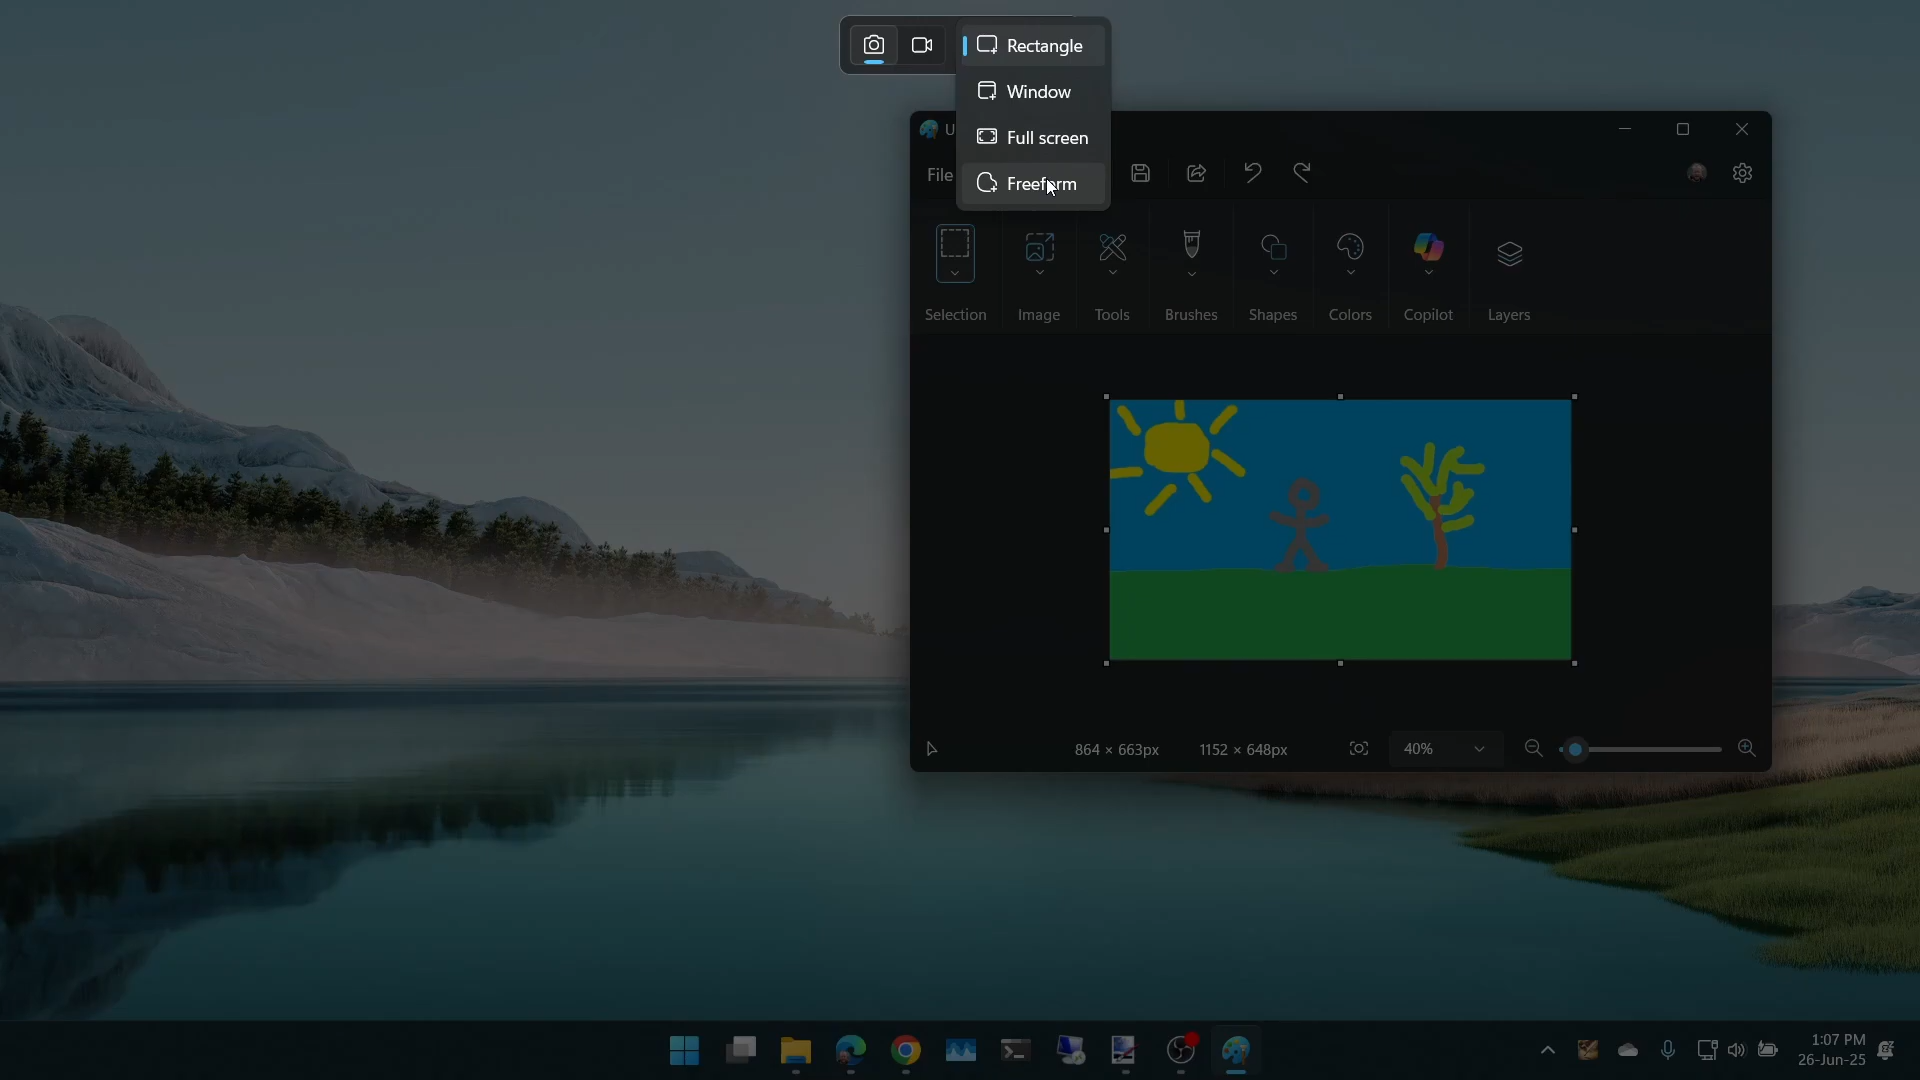 Rectangle
Window
Full screen
Freeform
U
File
Selection
Image
Tools
Brushes
Shapes
Colors
Copilot
Layers
864 × 663px
1152 × 648px
40%
1:07 PM
26-Jun-25